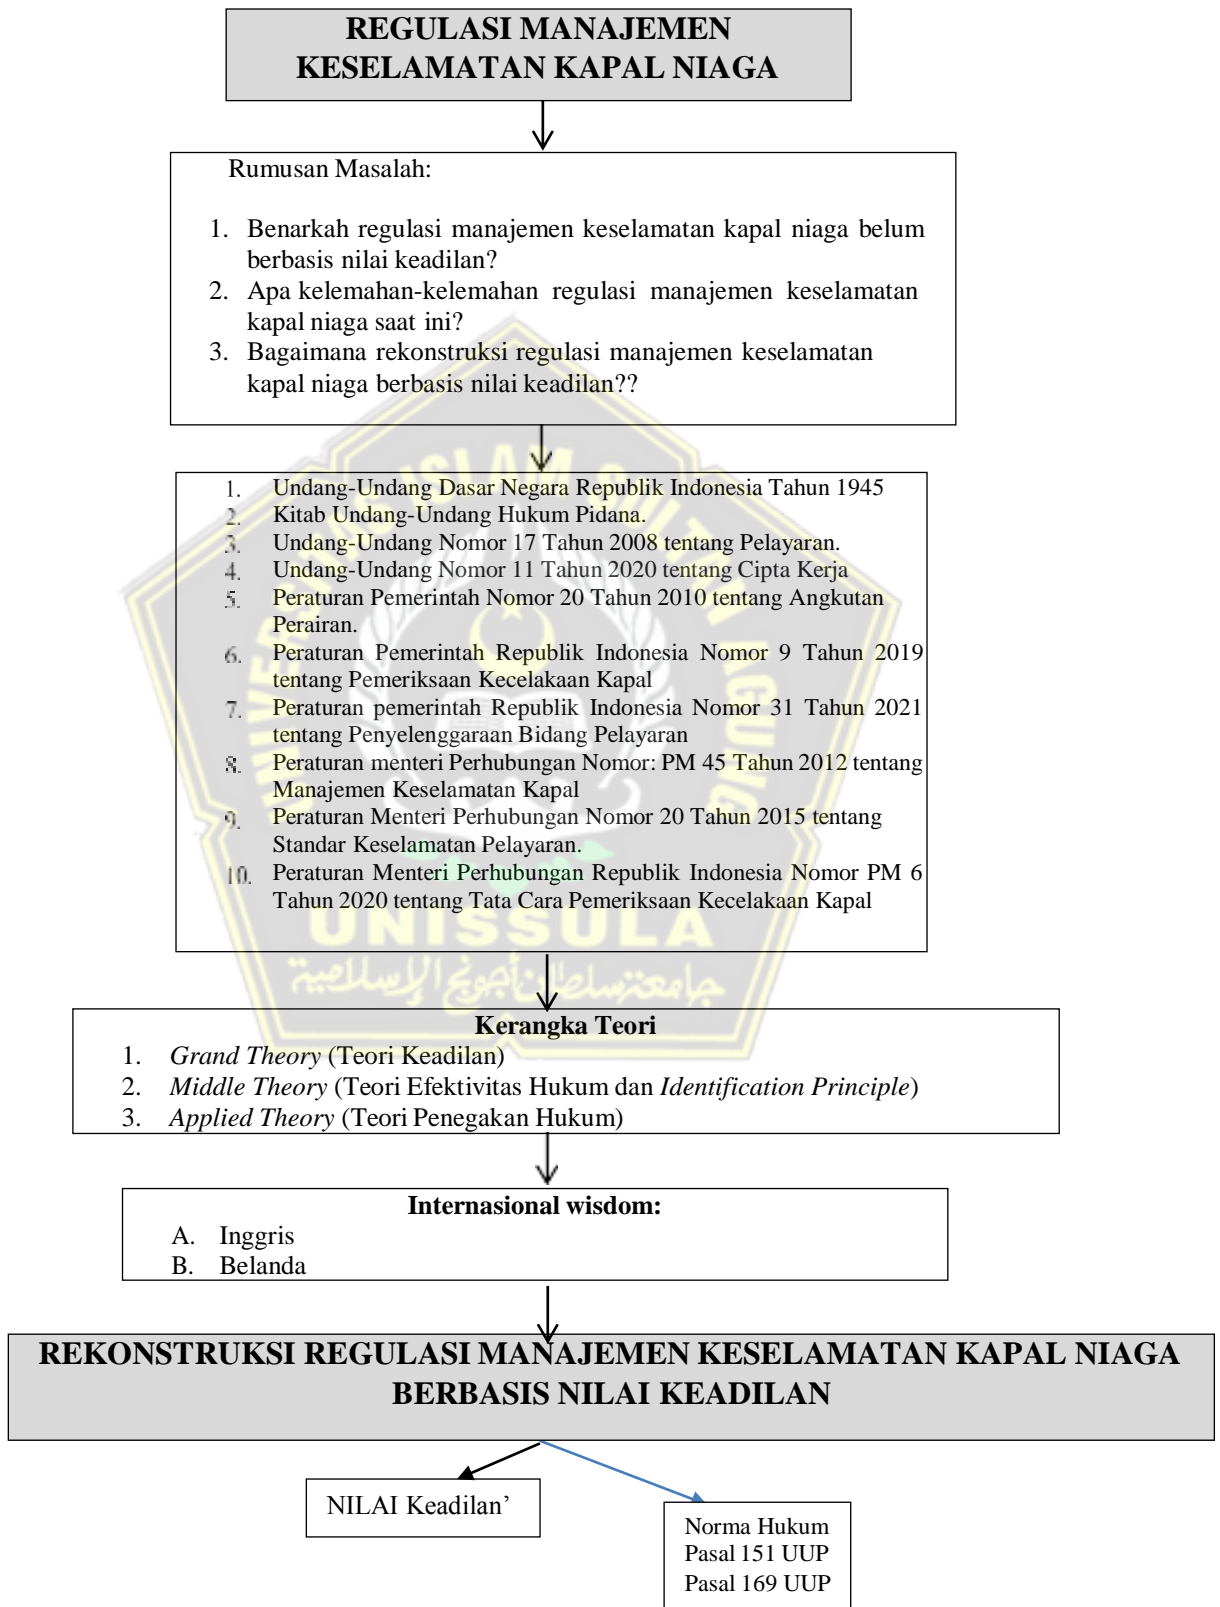 REGULASI MANAJEMEN
KESELAMATAN KAPAL NIAGA
Rumusan Masalah:
1. Benarkah regulasi manajemen keselamatan kapal niaga belum
berbasis nilai keadilan?
2. Apa kelemahan-kelemahan regulasi manajemen keselamatan
kapal niaga saat ini?
3. Bagaimana rekonstruksi regulasi manajemen keselamatan
kapal niaga berbasis nilai keadilan??
1. Undang-Undang Dasar Negara Republik Indonesia Tahun 1945
2. Kitab Undang-Undang Hukum Pidana.
3. Undang-Undang Nomor 17 Tahun 2008 tentang Pelayaran.
4. Undang-Undang Nomor 11 Tahun 2020 tentang Cipta Kerja
5. Peraturan Pemerintah Nomor 20 Tahun 2010 tentang Angkutan
Perairan.
6. Peraturan Pemerintah Republik Indonesia Nomor 9 Tahun 2019
tentang Pemeriksaan Kecelakaan Kapal
7. Peraturan pemerintah Republik Indonesia Nomor 31 Tahun 2021
tentang Penyelenggaraan Bidang Pelayaran
8. Peraturan menteri Perhubungan Nomor: PM 45 Tahun 2012 tentang
Manajemen Keselamatan Kapal
9. Peraturan Menteri Perhubungan Nomor 20 Tahun 2015 tentang
Standar Keselamatan Pelayaran.
10. Peraturan Menteri Perhubungan Republik Indonesia Nomor PM 6
Tahun 2020 tentang Tata Cara Pemeriksaan Kecelakaan Kapal
UNIVERSITAS ISLAM SULTAN AGUNG
UNISSULA
جامعتنسلطان أجونج الإسلامية
Kerangka Teori
1. Grand Theory (Teori Keadilan)
2. Middle Theory (Teori Efektivitas Hukum dan Identification Principle)
3. Applied Theory (Teori Penegakan Hukum)
Internasional wisdom:
A. Inggris
B. Belanda
REKONSTRUKSI REGULASI MANAJEMEN KESELAMATAN KAPAL NIAGA
BERBASIS NILAI KEADILAN
NILAI Keadilan’
Norma Hukum
Pasal 151 UUP
Pasal 169 UUP